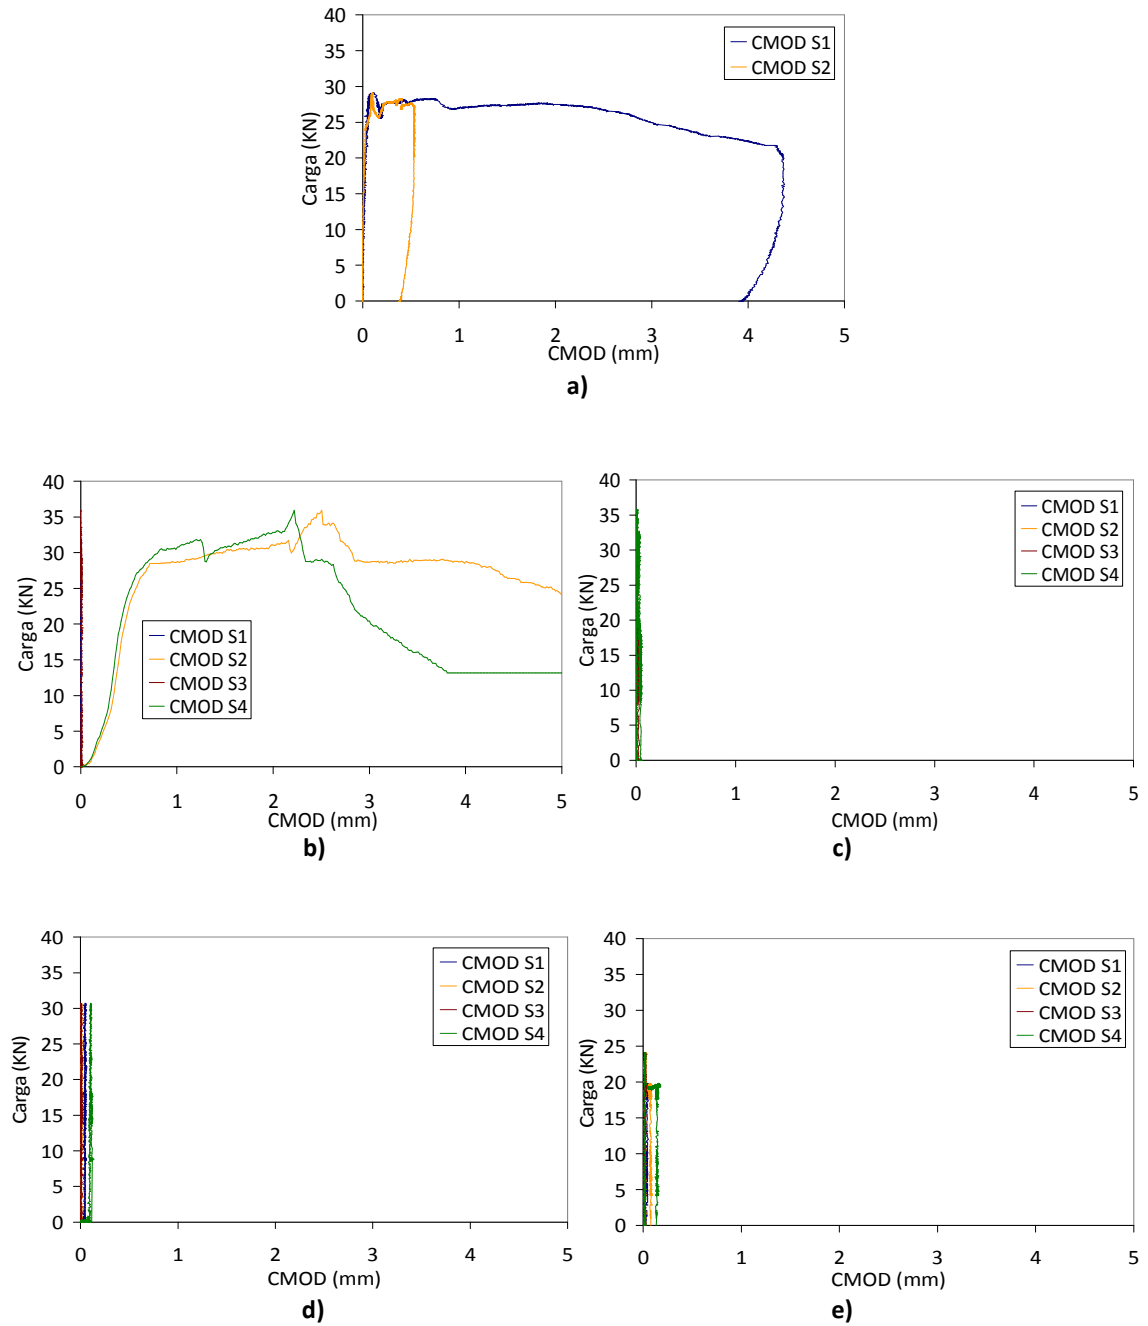 40
35
30
25
20
15
10
5
0
Carga (KN)
CMOD S1
CMOD S2
0 1 2 3 4 5
CMOD (mm)
a)
40
35
30
25
20
15
10
5
0
Carga (KN)
CMOD S1
CMOD S2
CMOD S3
CMOD S4
0 1 2 3 4 5
CMOD (mm)
b)
40
35
30
25
20
15
10
5
0
Carga (KN)
CMOD S1
CMOD S2
CMOD S3
CMOD S4
0 1 2 3 4 5
CMOD (mm)
c)
40
35
30
25
20
15
10
5
0
Carga (KN)
CMOD S1
CMOD S2
CMOD S3
CMOD S4
0 1 2 3 4 5
CMOD (mm)
d)
40
35
30
25
20
15
10
5
0
Carga (KN)
CMOD S1
CMOD S2
CMOD S3
CMOD S4
0 1 2 3 4 5
CMOD (mm)
e)